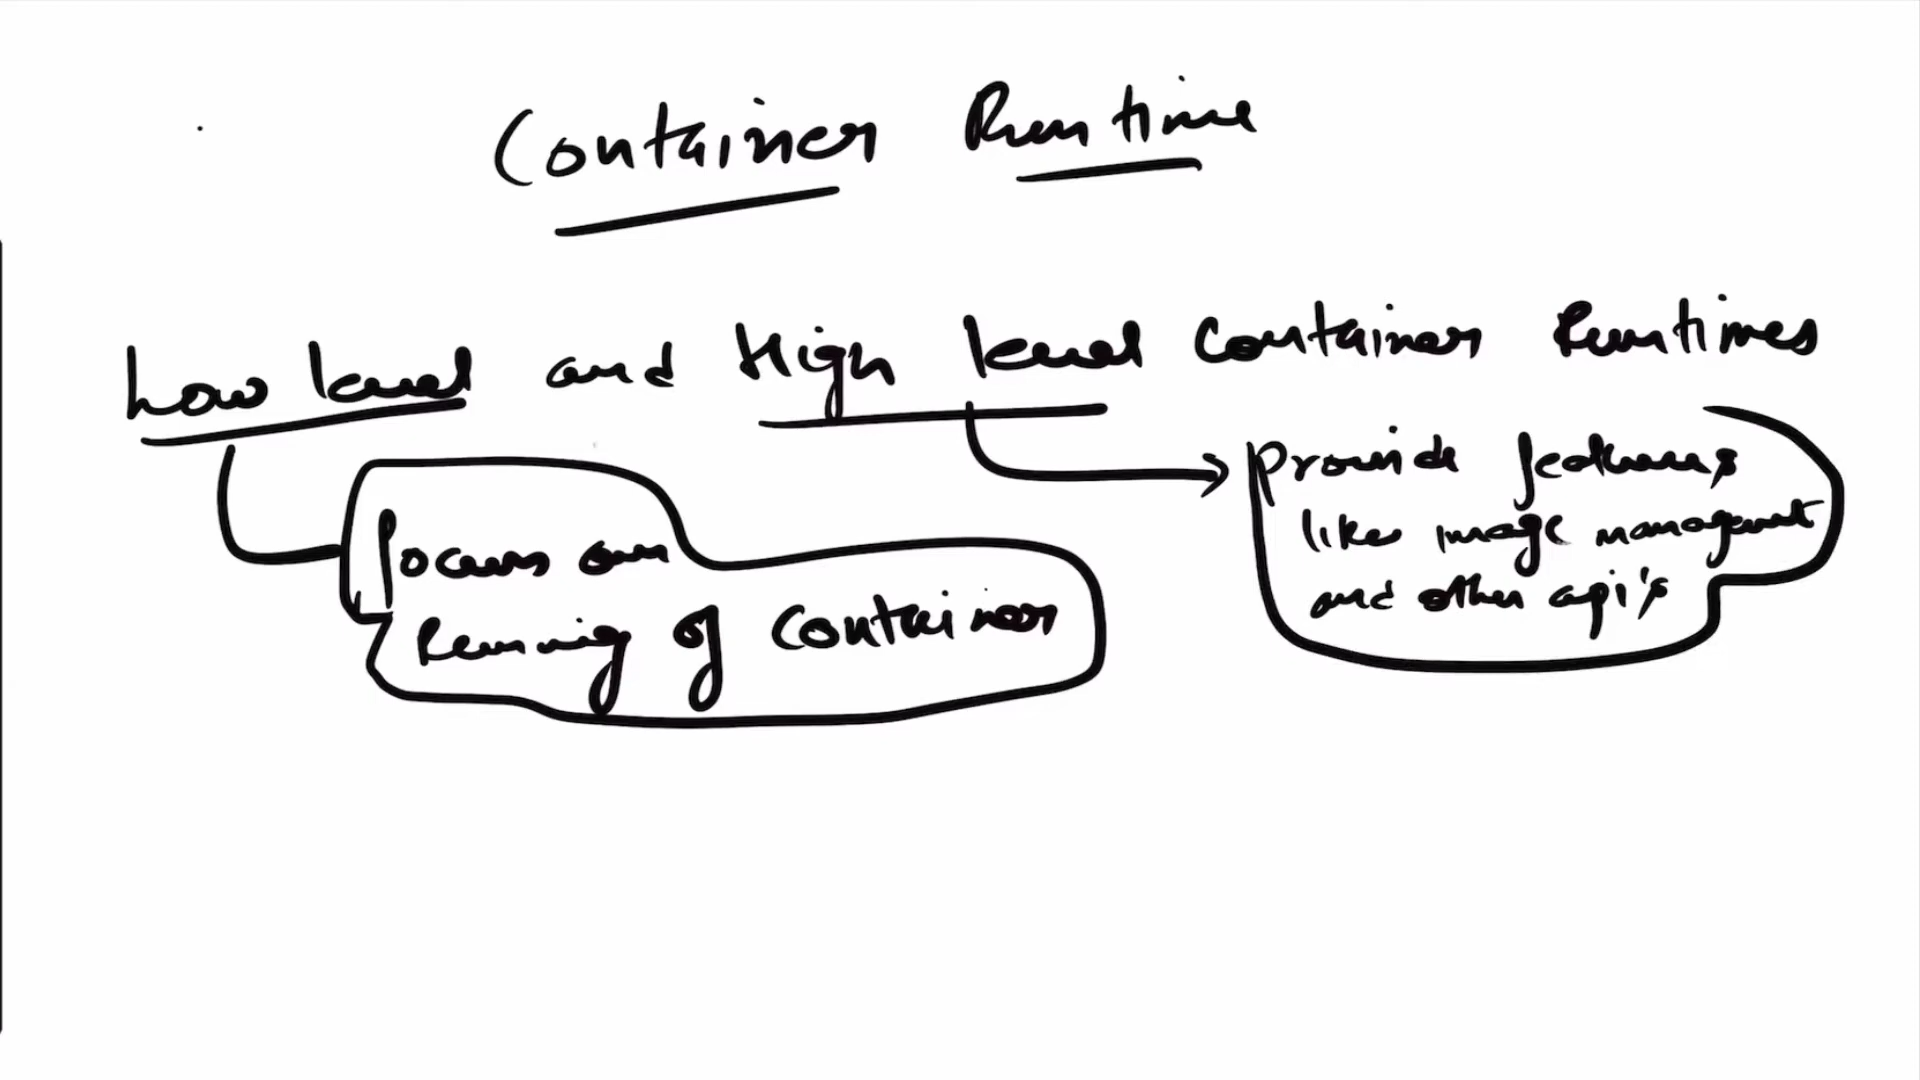 Container Runtime
Low level and High level container Runtimes
provide features
like image management
and other api's
focus on
Running of container